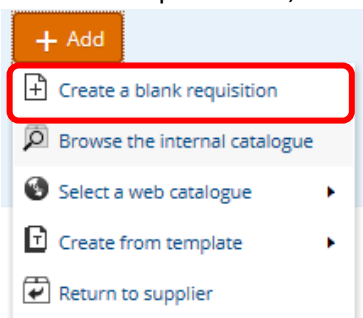 + Add
Create a blank requisition
Browse the internal catalogue
Select a web catalogue
Create from template
Return to supplier